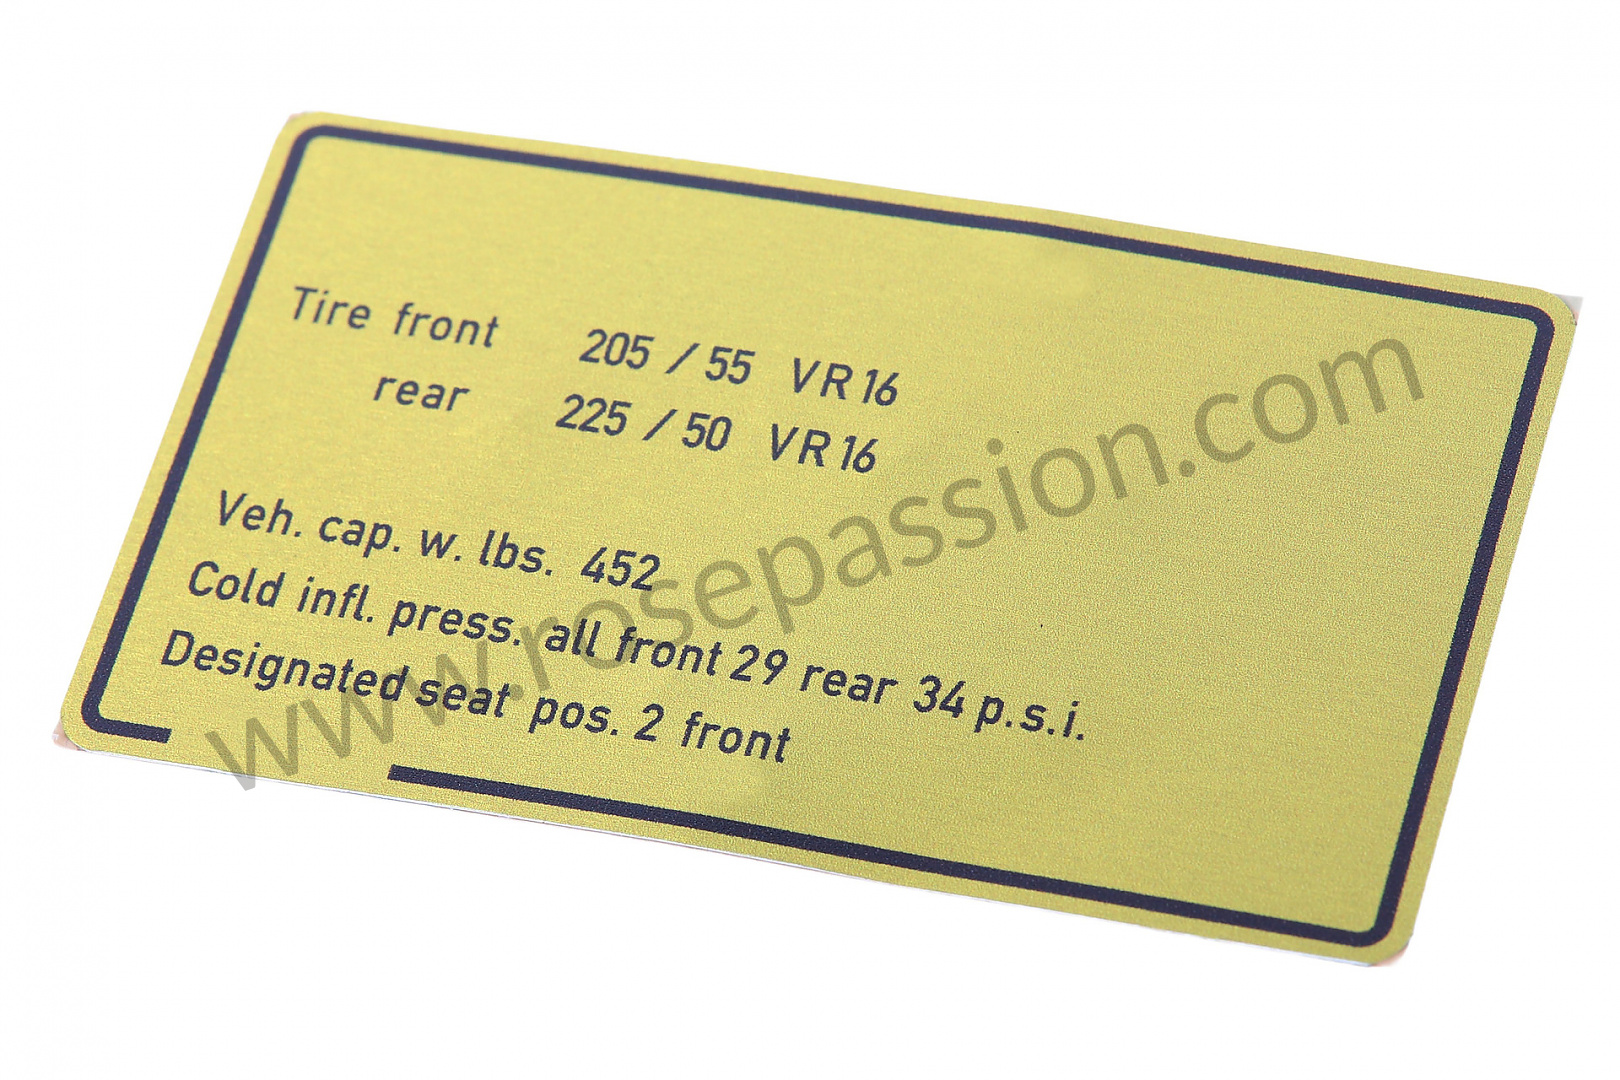 Tire front 205 / 55 VR 16
rear 225 / 50 VR 16
Veh. cap. w. lbs. 452
Cold infl. press. all front 29 rear 34 p.s.i.
Designated seat pos. 2 front
www.rosepassion.com